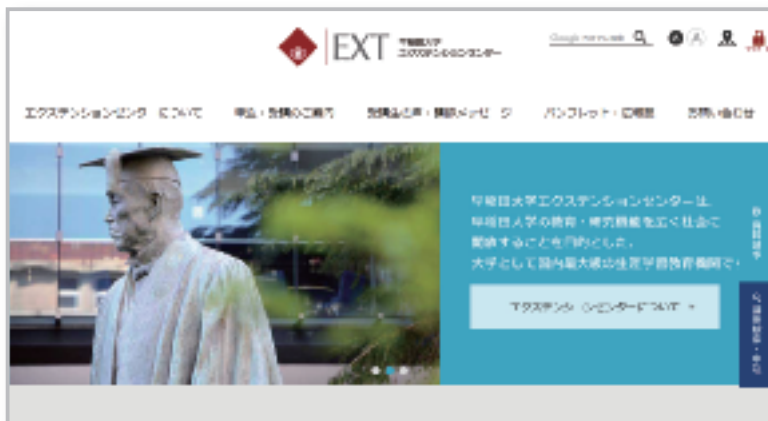 EXT 早稲田大学
エクステンションセンター
エクステンションセンターについて
申込・受講のご案内
パンフレット・広報誌
お問い合わせ
早稲田大学エクステンションセンターは、
早稲田大学の教育・研究機能を広く社会に
開放することを目的とした、
大学として国内最大級の生涯学習教育機関で
エクステンションセンターについて